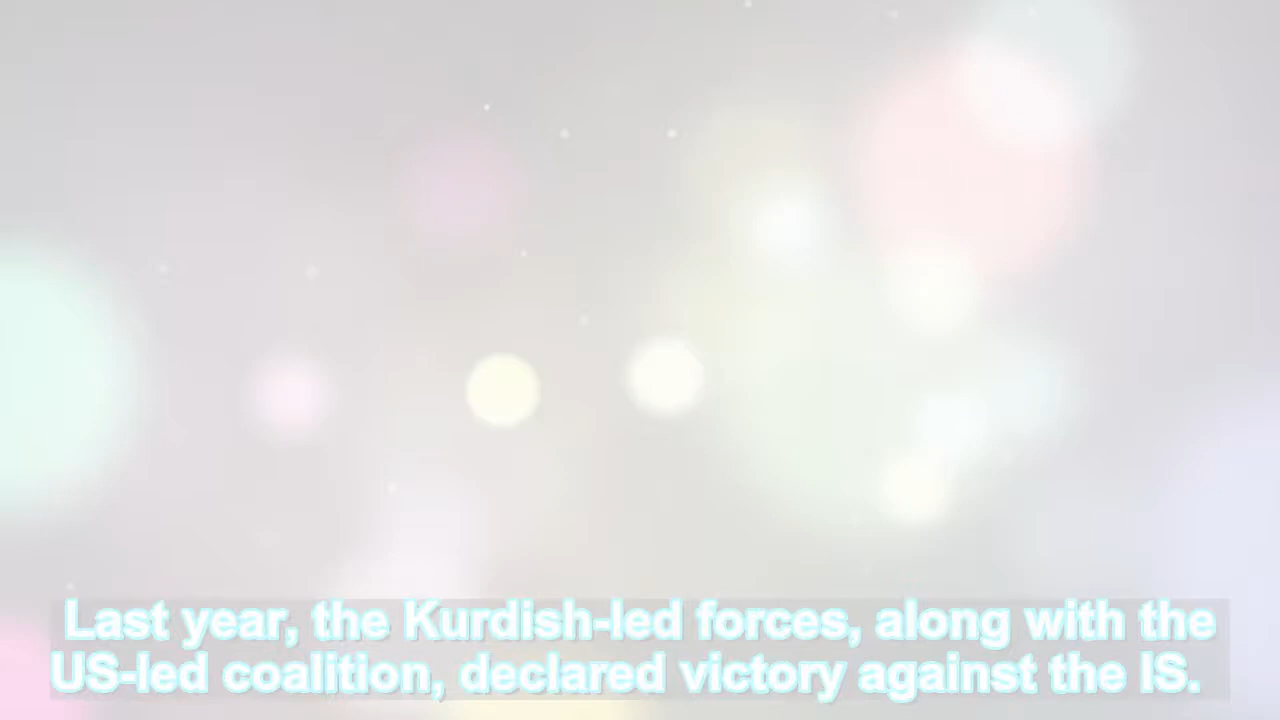 Last year, the Kurdish-led forces, along with the
US-led coalition, declared victory against the IS.